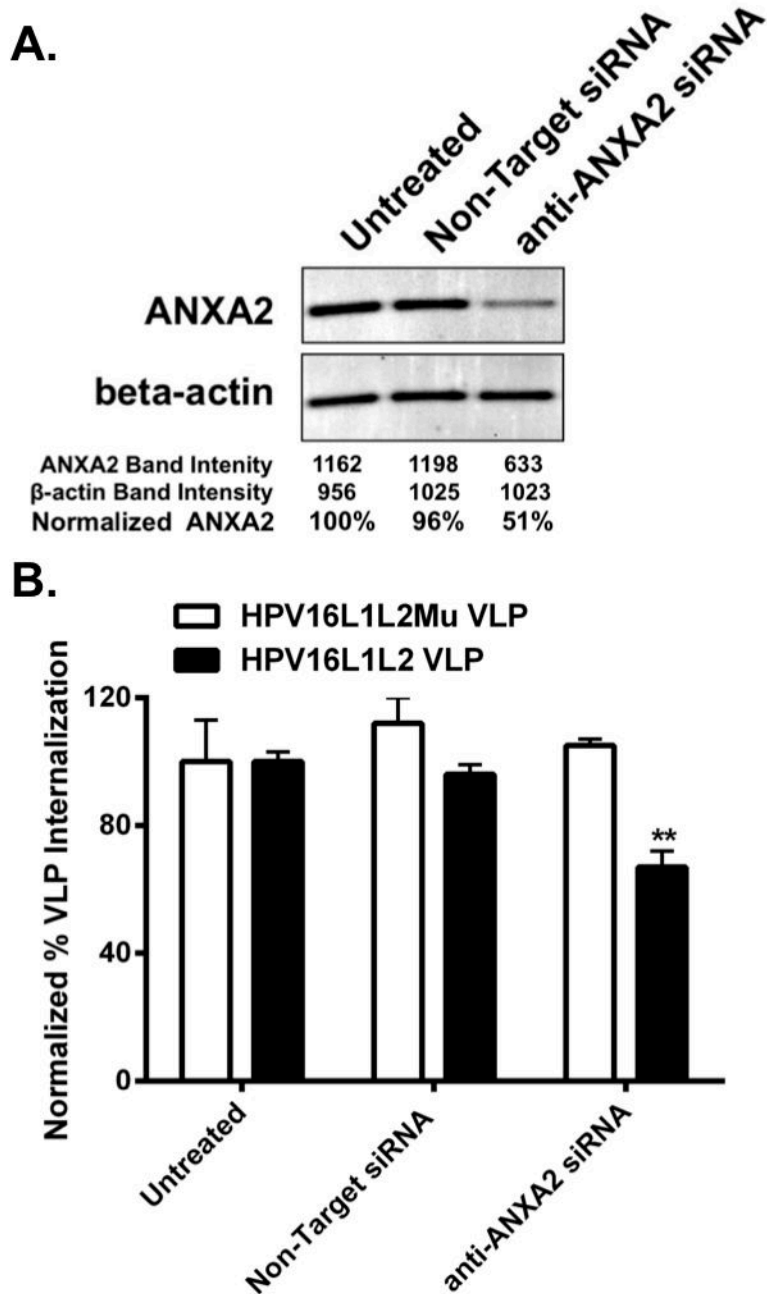 A.
Untreated
Non-Target siRNA
anti-ANXA2 siRNA
ANXA2
beta-actin
ANXA2 Band Intenity 1162 1198 633
β-actin Band Intensity 956 1025 1023
Normalized ANXA2 100% 96% 51%
B.
HPV16L1L2Mu VLP
HPV16L1L2 VLP
Normalized % VLP Internalization
120
80
40
0
**
Untreated
Non-Target siRNA
anti-ANXA2 siRNA